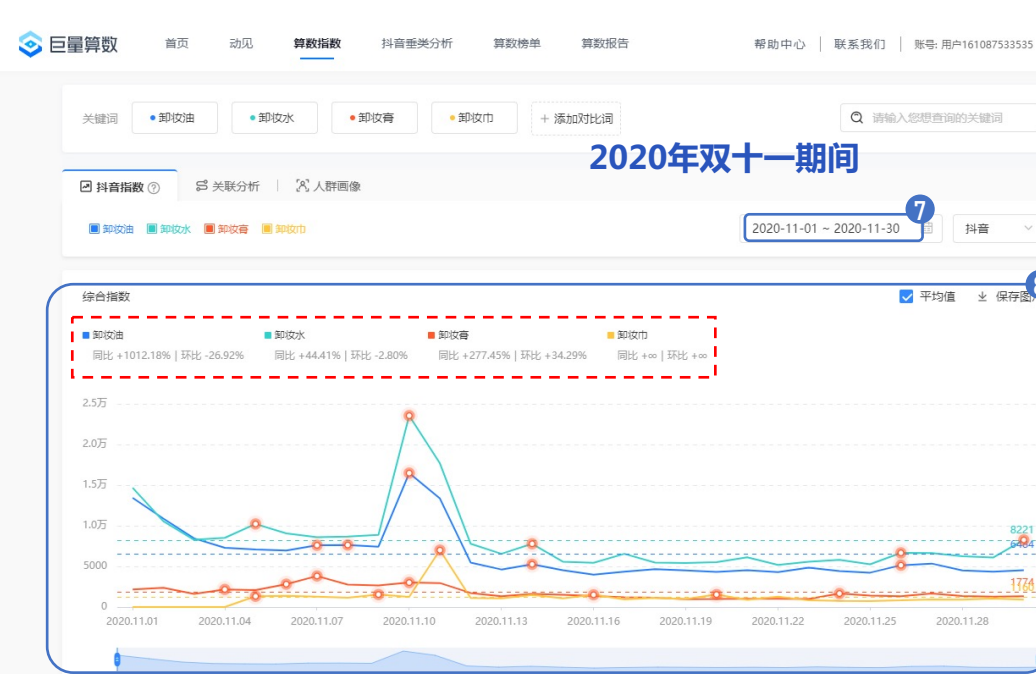 巨量算数 首页 动见 算数指数 抖音垂类分析 算数榜单 算数报告 帮助中心 联系我们 账号: 用户161087533535
关键词 卸妆油 卸妆水 卸妆膏 卸妆巾 + 添加对比词 请输入您想查询的关键词
2020年双十一期间
抖音指数 ? 关联分析 人群画像
7
卸妆油 卸妆水 卸妆膏 卸妆巾 2020-11-01 ~ 2020-11-30 抖音
综合指数 平均值 保存图
卸妆油 卸妆水 卸妆膏 卸妆巾
同比 +1012.18% | 环比 -26.92% 同比 +44.41% | 环比 -2.80% 同比 +277.45% | 环比 +34.29% 同比 +∞ | 环比 +∞
2.5万
2.0万
1.5万
1.0万
8221
5000
1774
0
2020.11.01 2020.11.04 2020.11.07 2020.11.10 2020.11.13 2020.11.16 2020.11.19 2020.11.22 2020.11.25 2020.11.28